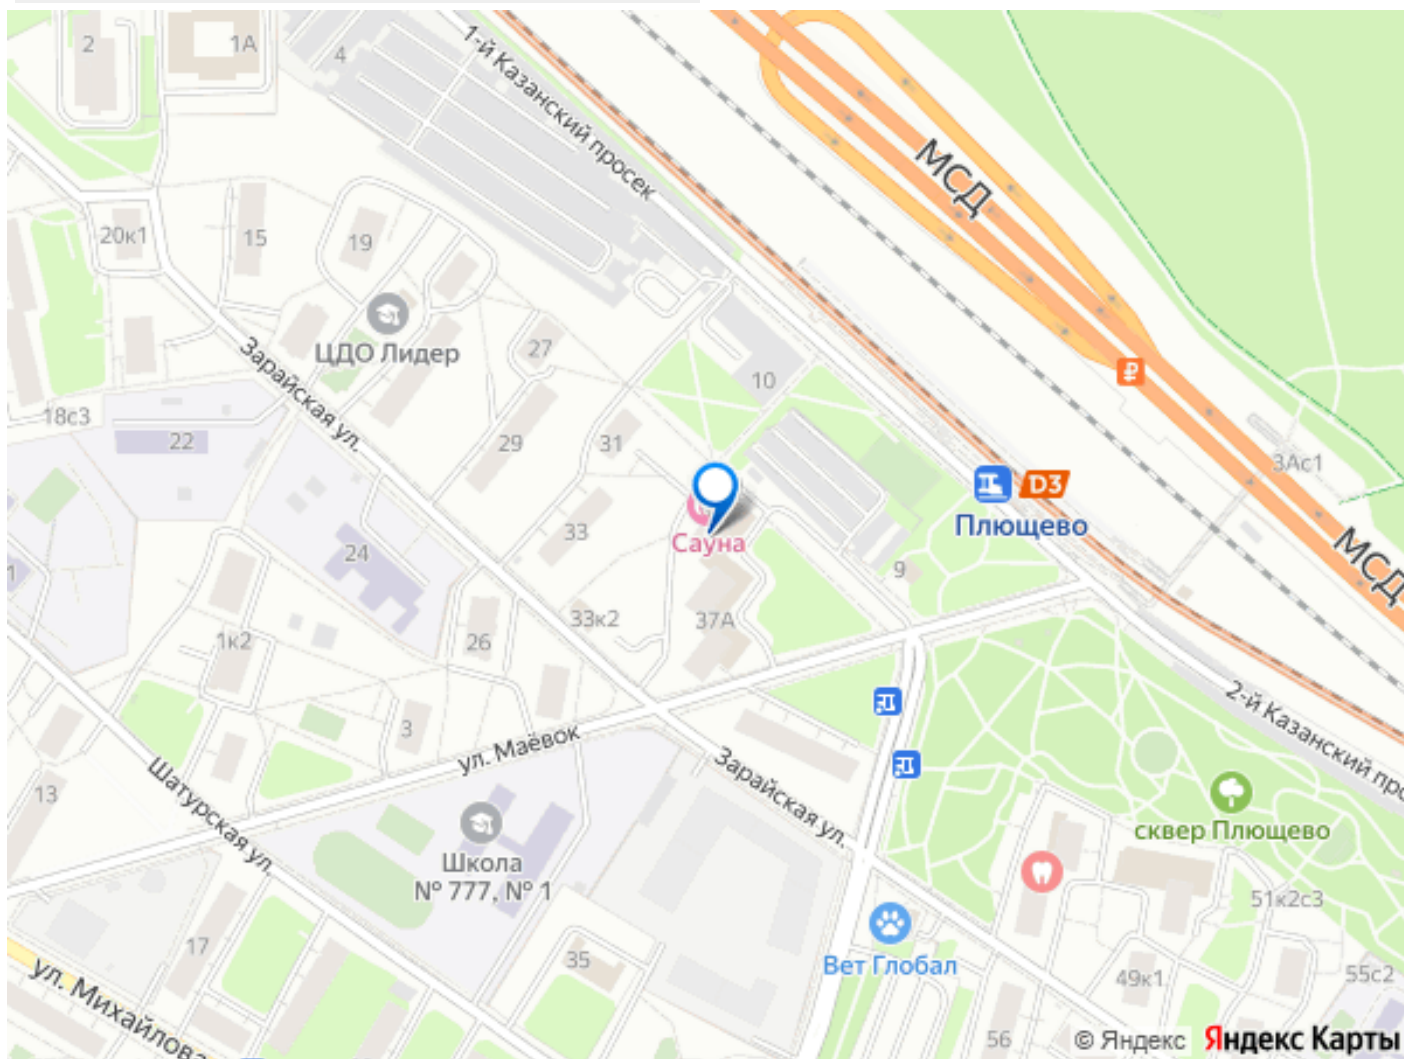 2
1А
4
1-й Казанский просек
МСД
20к1
15
19
ЦДО Лидер
27
10
Зарайская ул.
18с3
22
29
31
3Ас1
D3
Плющево
МСД
Сауна
33
24
9
1
33к2
37А
1к2
26
3
ул. Маёвок
2-й Казанский про
Зарайская ул.
Шатурская ул.
13
сквер Плющево
Школа
№ 777, № 1
51к2с3
17
35
Вет Глобал
49к1
55с2
ул. Михайлова
56
© Яндекс Яндекс Карты